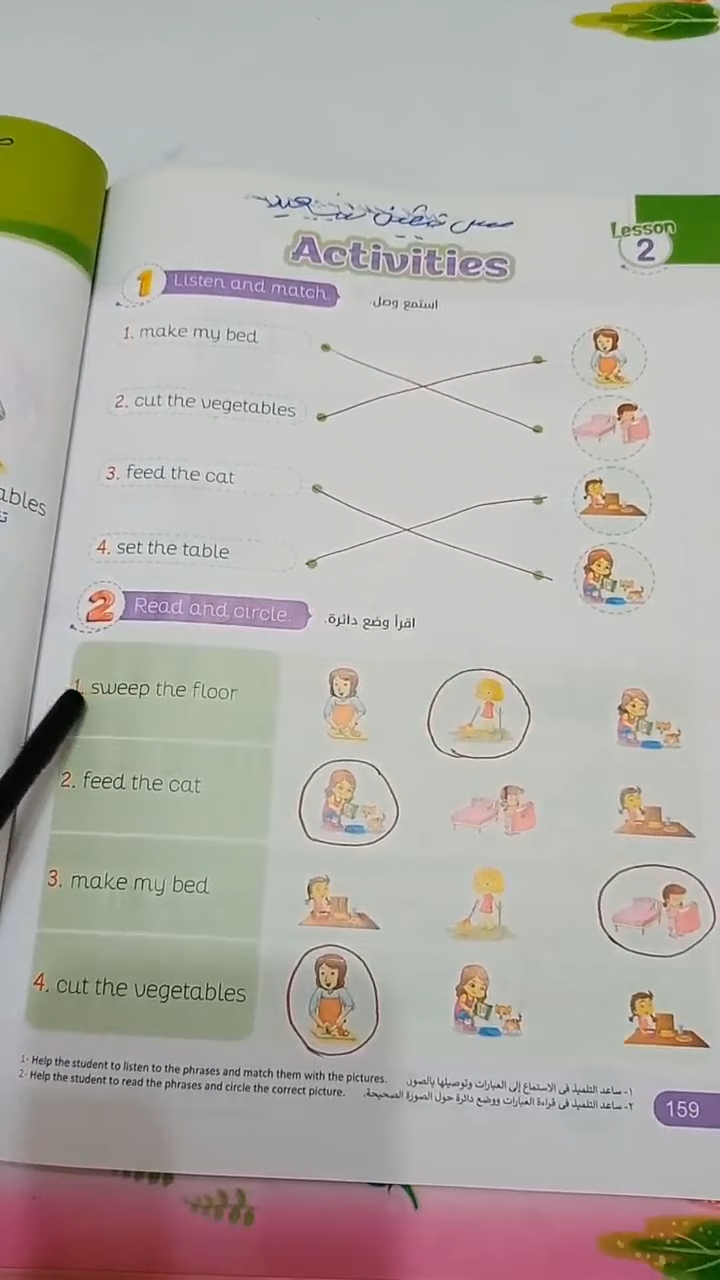 Lesson
2
Activities
1 Listen and match. استمع وصل
1. make my bed
2. cut the vegetables
3. feed the cat
4. set the table
ables
2 Read and circle. اقرأ وضع دائرة.
1. sweep the floor
2. feed the cat
3. make my bed
4. cut the vegetables
1- Help the student to listen to the phrases and match them with the pictures.
١- ساعد التلميذ في الاستماع إلى العبارات وتوصيلها بالصور.
2- Help the student to read the phrases and circle the correct picture.
٢- ساعد التلميذ في قراءة العبارات ووضع دائرة حول الصورة الصحيحة.
159